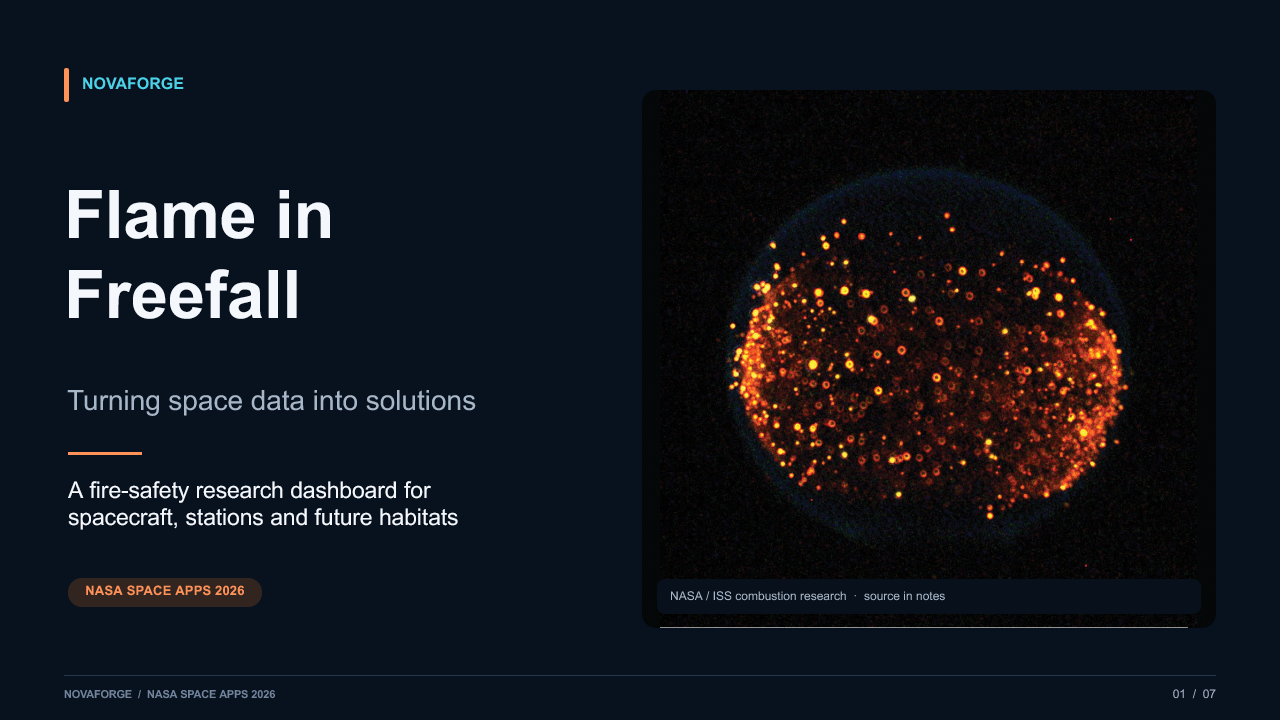 NOVAFORGE
Flame in
Freefall
Turning space data into solutions
A fire-safety research dashboard for
spacecraft, stations and future habitats
NASA SPACE APPS 2026
NASA / ISS combustion research · source in notes
NOVAFORGE / NASA SPACE APPS 2026
01 / 07